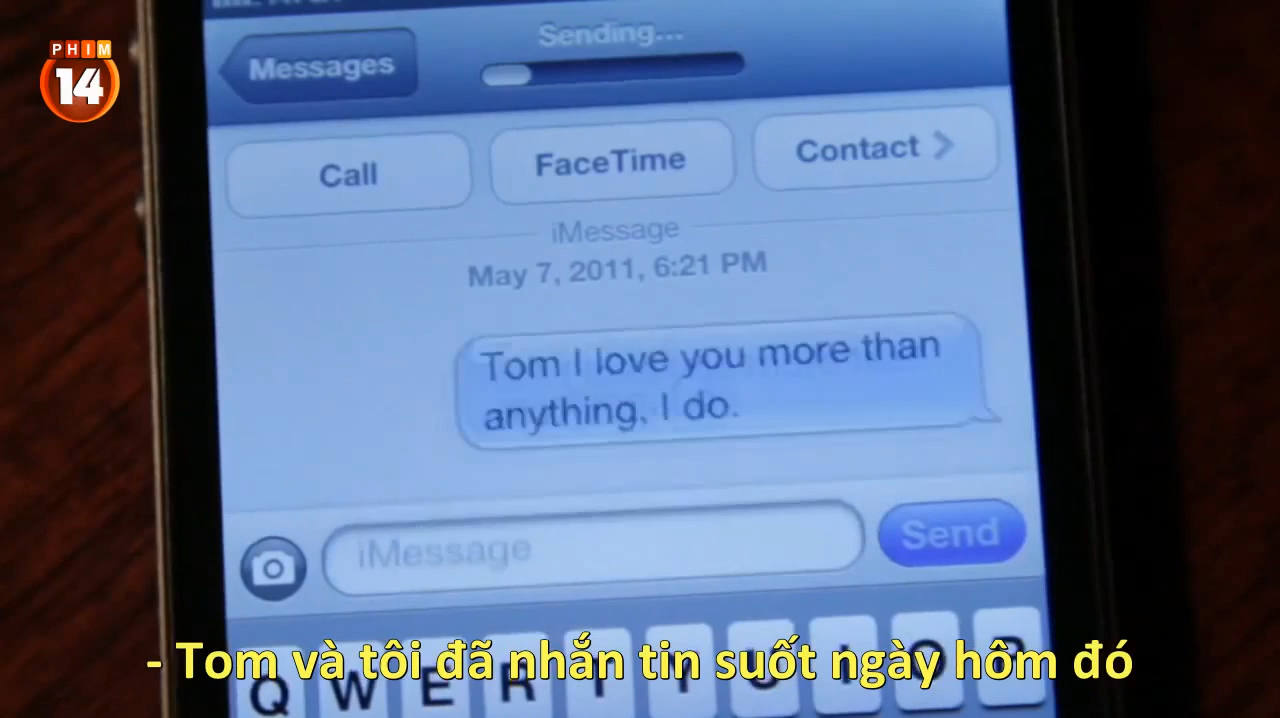 PHIM
14
Sending...
Messages
Call
FaceTime
Contact
iMessage
May 7, 2011, 6:21 PM
Tom I love you more than
anything, I do.
iMessage
Send
- Tom và tôi đã nhắn tin suốt ngày hôm đó
Q W E R T Y U I O P